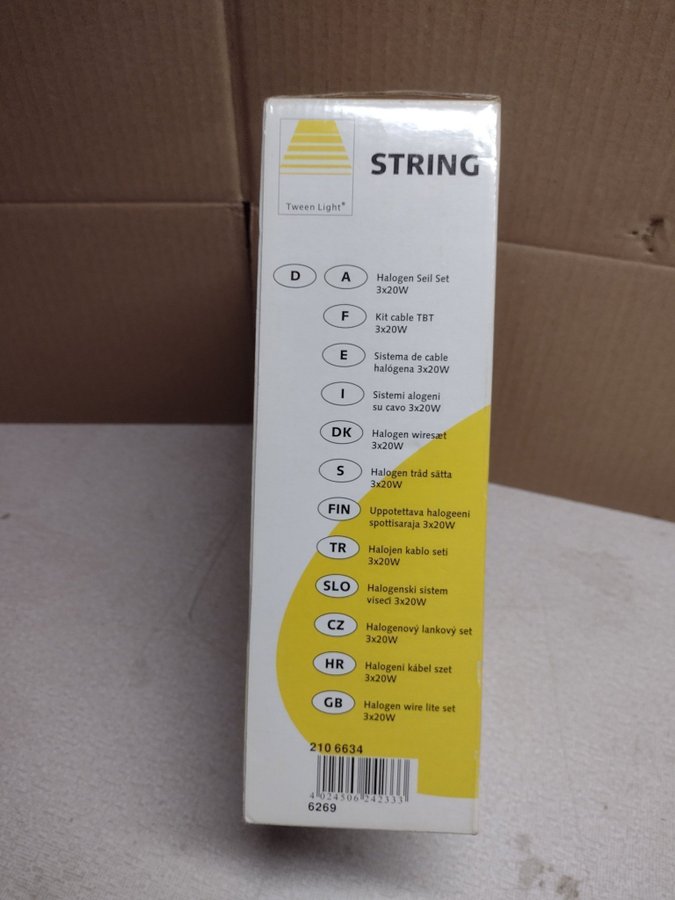 Tween Light®
STRING
D A Halogen Seil Set
3x20W
F Kit cable TBT
3x20W
E Sistema de cable
halógena 3x20W
I Sistemi alogeni
su cavo 3x20W
DK Halogen wiresæt
3x20W
S Halogen tråd sätta
3x20W
FIN Uppotettava halogeeni
spottisaraja 3x20W
TR Halojen kablo seti
3x20W
SLO Halogenski sistem
viseči 3x20W
CZ Halogenový lankový set
3x20W
HR Halogeni kábel szet
3x20W
GB Halogen wire lite set
3x20W
210 6634
4 024506 242333
6269